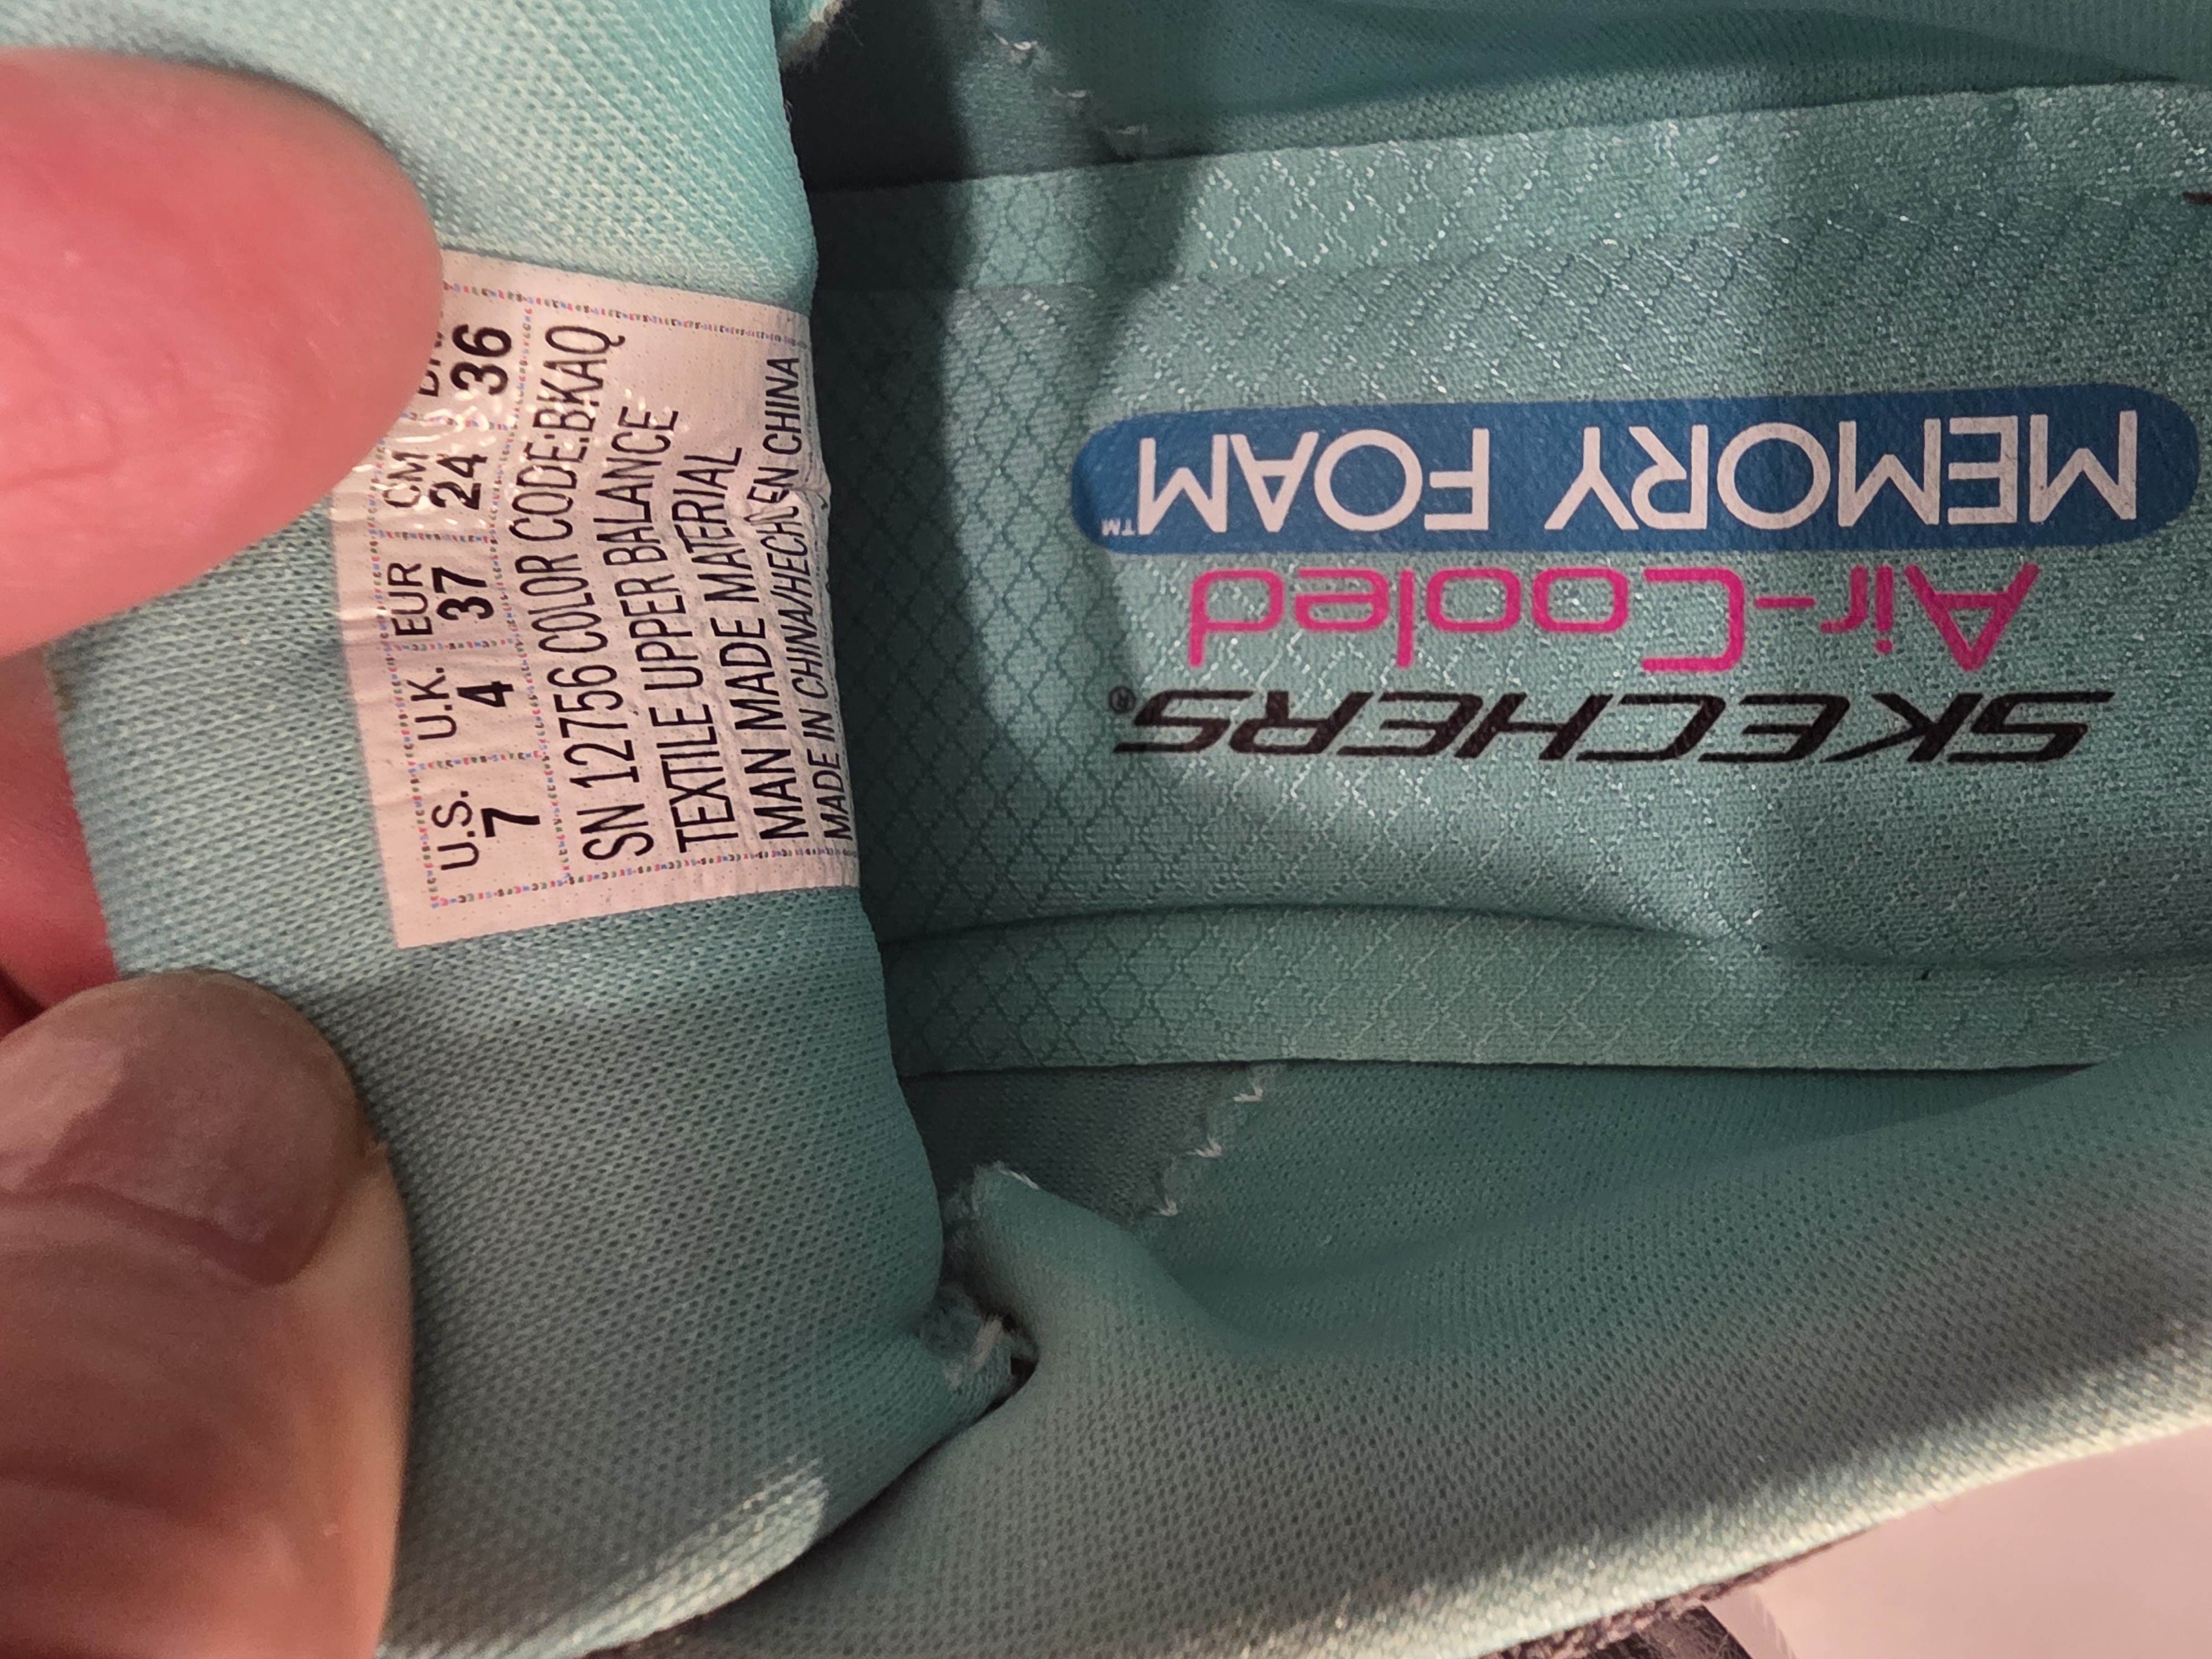 U.S. U.K. EUR CM
7 4 37 24 36
SN 12756 COLOR CODE:BKAQ
TEXTILE UPPER BALANCE
MAN MADE MATERIAL
MADE IN CHINA/HECHO EN CHINA
SKECHERS®
Air-Cooled
MEMORY FOAM™